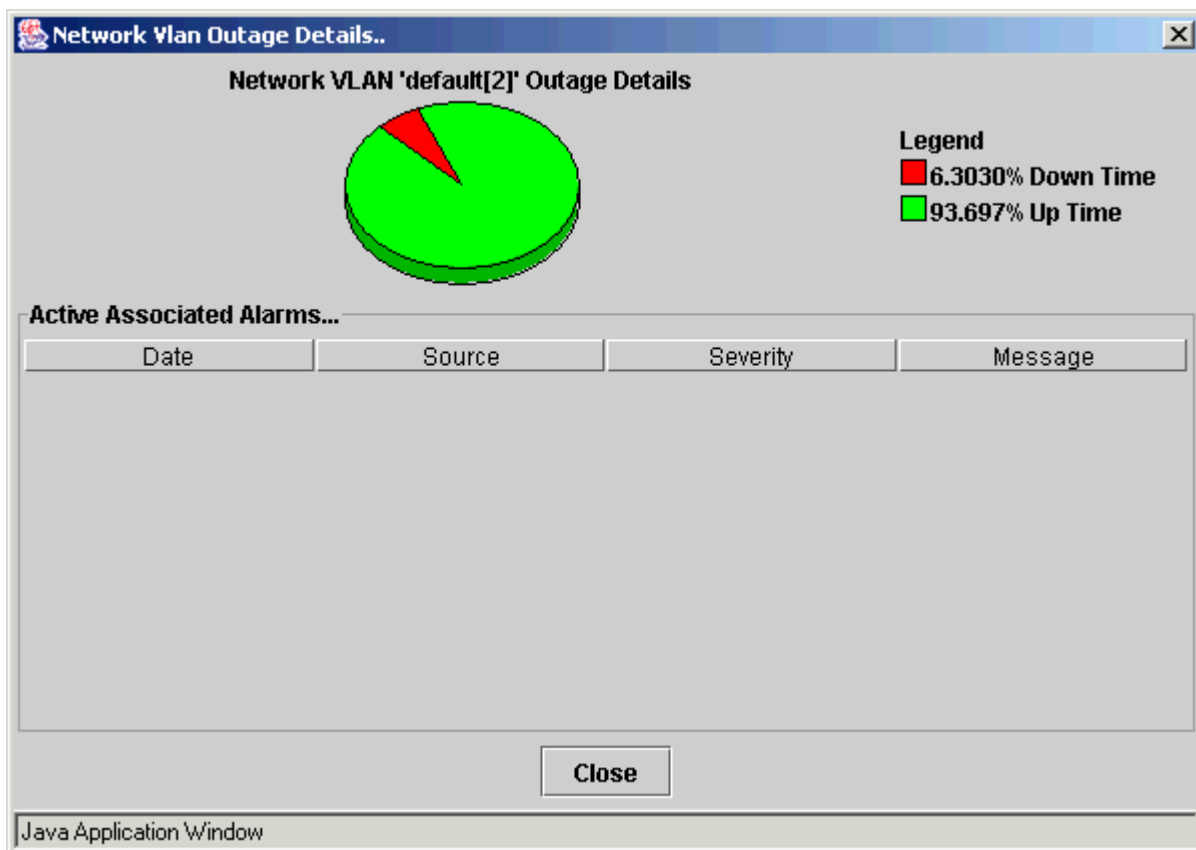 Network Vlan Outage Details..
Network VLAN 'default[2]' Outage Details
Legend
6.3030% Down Time
93.697% Up Time
Active Associated Alarms...
Date Source Severity Message
Close
Java Application Window